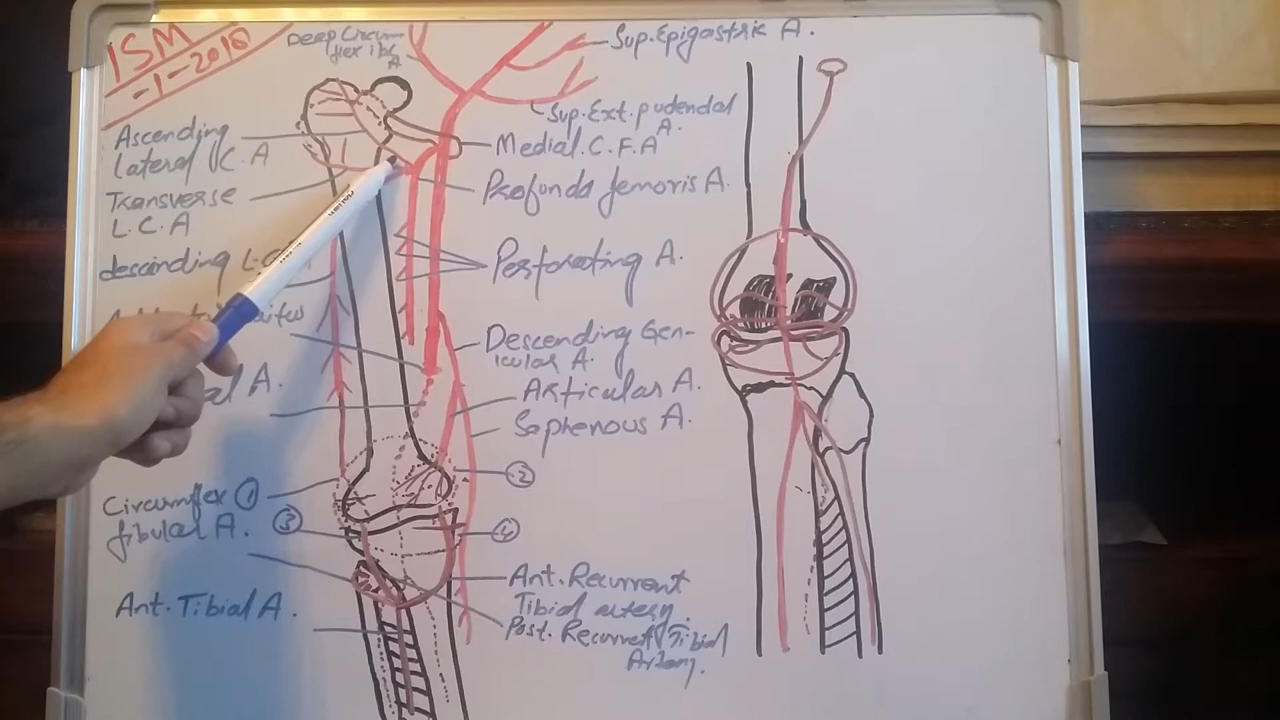 ISM
-1-2018
Deep Circum-
flex ilic
A
Sup. Epigastric A.
Sup. Ext. pudendal
A.
Ascending
lateral C.A
Medial. C.F.A
Transverse
L.C.A
Profunda femoris A.
descending L.C
Perforating A.
Descending Gen-
icular A.
al A.
Articular A.
Saphenous A.
②
Circumflex ①
fibular A.
③
④
Ant. Recurrent
Tibial artery.
Ant. Tibial A.
Post. Recurrent Tibial
Artery.